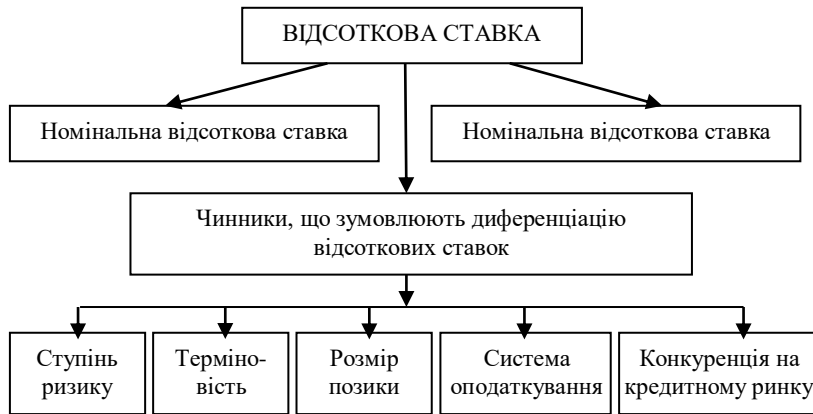 ВІДСОТКОВА СТАВКА
Номінальна відсоткова ставка
Номінальна відсоткова ставка
Чинники, що зумовлюють диференціацію
відсоткових ставок
Ступінь
ризику
Терміно-
вість
Розмір
позики
Система
оподаткування
Конкуренція на
кредитному ринку